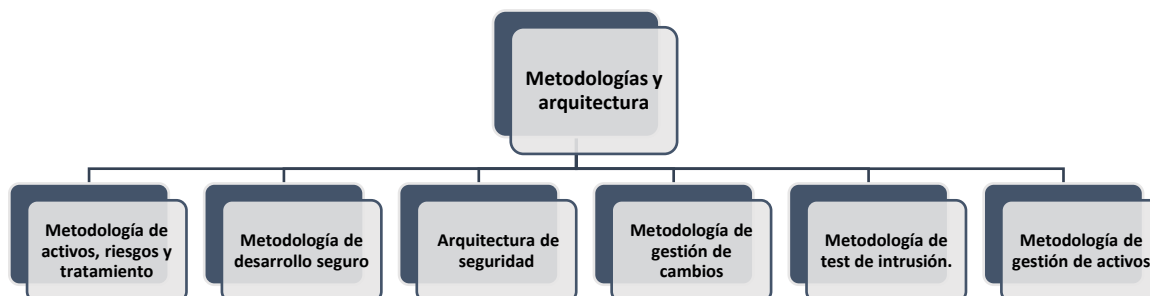 Metodologías y
arquitectura
Metodología de
activos, riesgos y
tratamiento
Metodología de
desarrollo seguro
Arquitectura de
seguridad
Metodología de
gestión de
cambios
Metodología de
test de intrusión.
Metodología de
gestión de activos